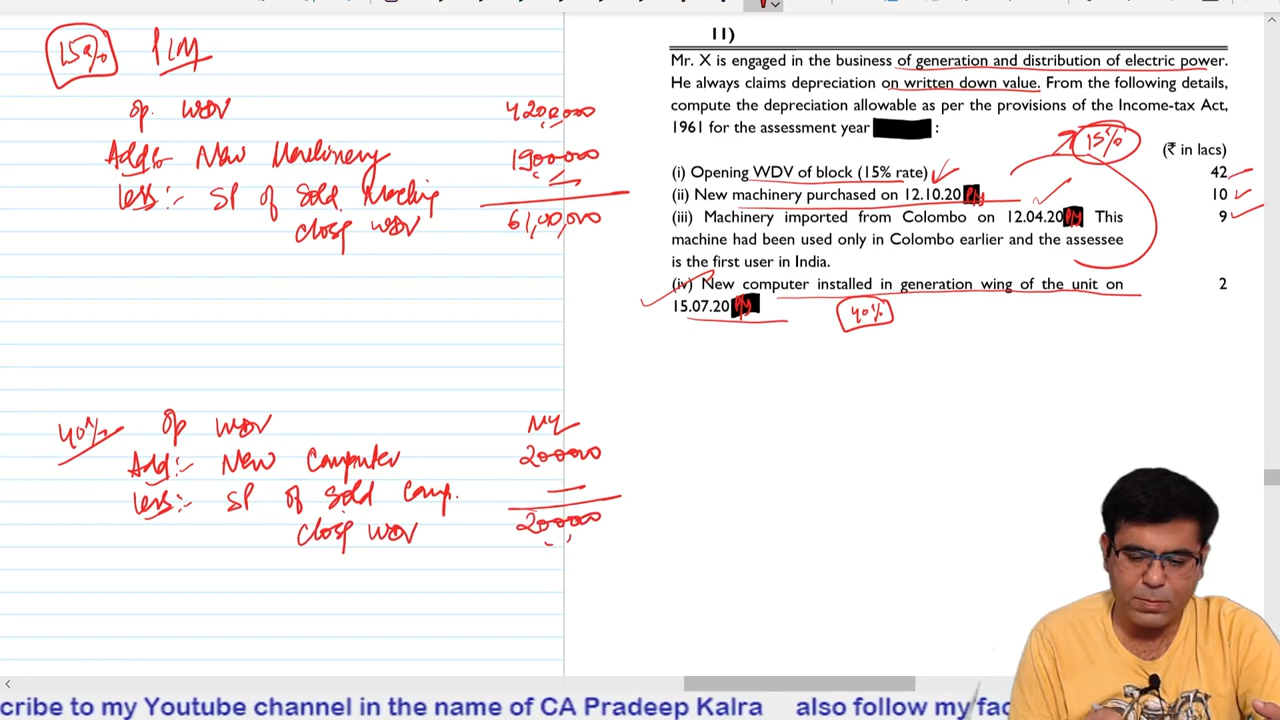 15% P&M
op. WDV 4200000
Add:- New Machinery 1900000
Less:- SP of Sold Machine —
closg WDV 61,00,000
40% op WDV NIL
Add:- New Computer 200000
Less:- SP of Sold Comp. —
closg WDV 200000
11)
Mr. X is engaged in the business of generation and distribution of electric power.
He always claims depreciation on written down value. From the following details,
compute the depreciation allowable as per the provisions of the Income-tax Act,
1961 for the assessment year :
15%
(₹ in lacs)
(i) Opening WDV of block (15% rate) 42
(ii) New machinery purchased on 12.10.20 P/Y 10
(iii) Machinery imported from Colombo on 12.04.20 P/Y This 9
machine had been used only in Colombo earlier and the assessee
is the first user in India.
(iv) New computer installed in generation wing of the unit on 2
15.07.20 P/Y
40%
cribe to my Youtube channel in the name of CA Pradeep Kalra also follow my fac